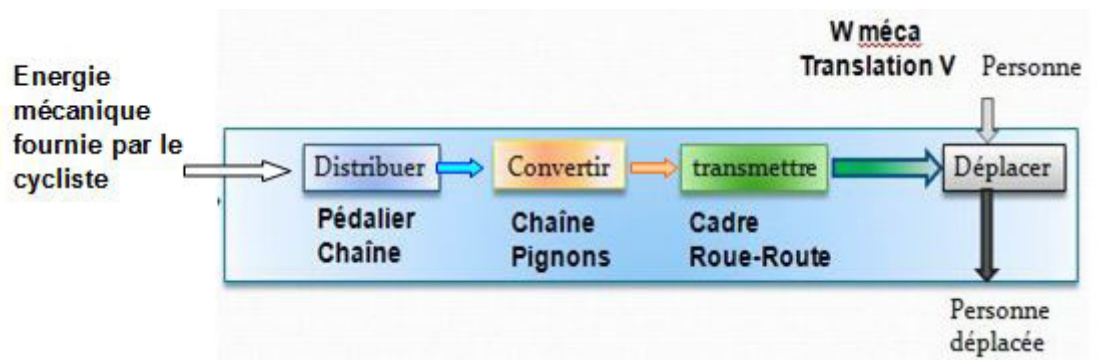 Energie
mécanique
fournie par le
cycliste
W méca
Translation V
Personne
Distribuer
Convertir
transmettre
Déplacer
Pédalier
Chaîne
Chaîne
Pignons
Cadre
Roue-Route
Personne
déplacée